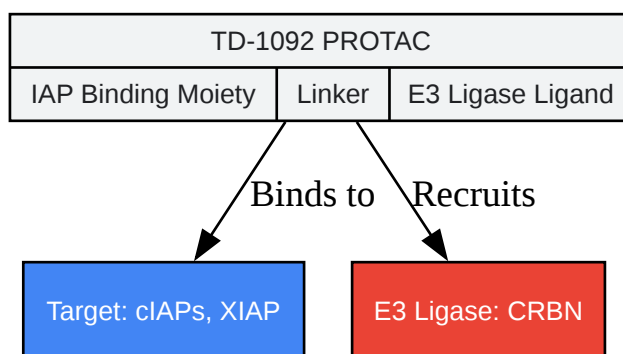 TD-1092 PROTAC
IAP Binding Moiety Linker E3 Ligase Ligand
Binds to Recruits
Target: cIAPs, XIAP E3 Ligase: CRBN